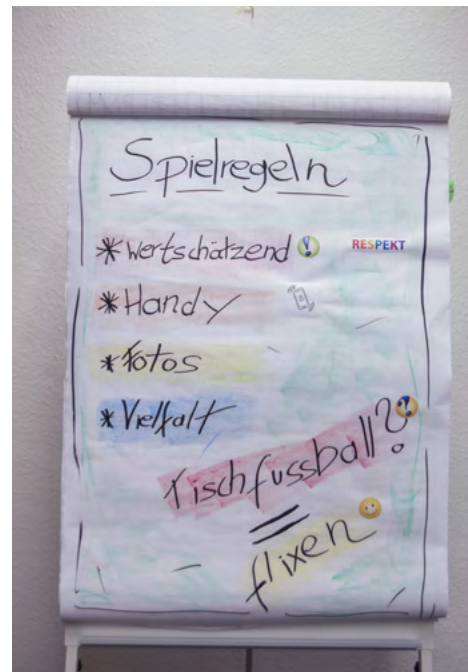 Spielregeln
* Wertschätzend RESPEKT
* Handy
* Fotos
* Vielfalt
Tischfussball?
=
flixen